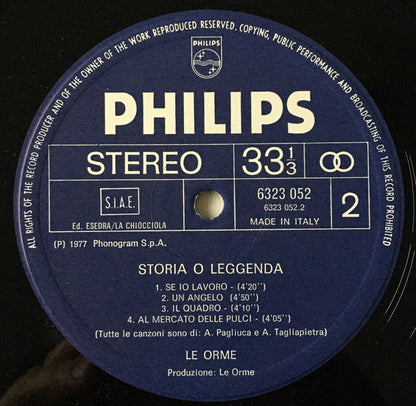 ALL RIGHTS OF THE RECORD PRODUCER AND OF THE OWNER OF THE WORK REPRODUCED RESERVED. COPYING, PUBLIC PERFORMANCE AND BROADCASTING OF THIS RECORD PROHIBITED
PHILIPS
PHILIPS
STEREO 33 1/3
S.I.A.E.
6323 052
6323 052.2
2
Ed. ESEDRA/LA CHIOCCIOLA
MADE IN ITALY
(P) 1977 Phonogram S.p.A.
STORIA O LEGGENDA
1. SE IO LAVORO - (4'20'')
2. UN ANGELO - (4'50'')
3. IL QUADRO - (4'10'')
4. AL MERCATO DELLE PULCI - (4'05'')
(Tutte le canzoni sono di: A. Pagliuca e A. Tagliapietra)
LE ORME
Produzione: Le Orme